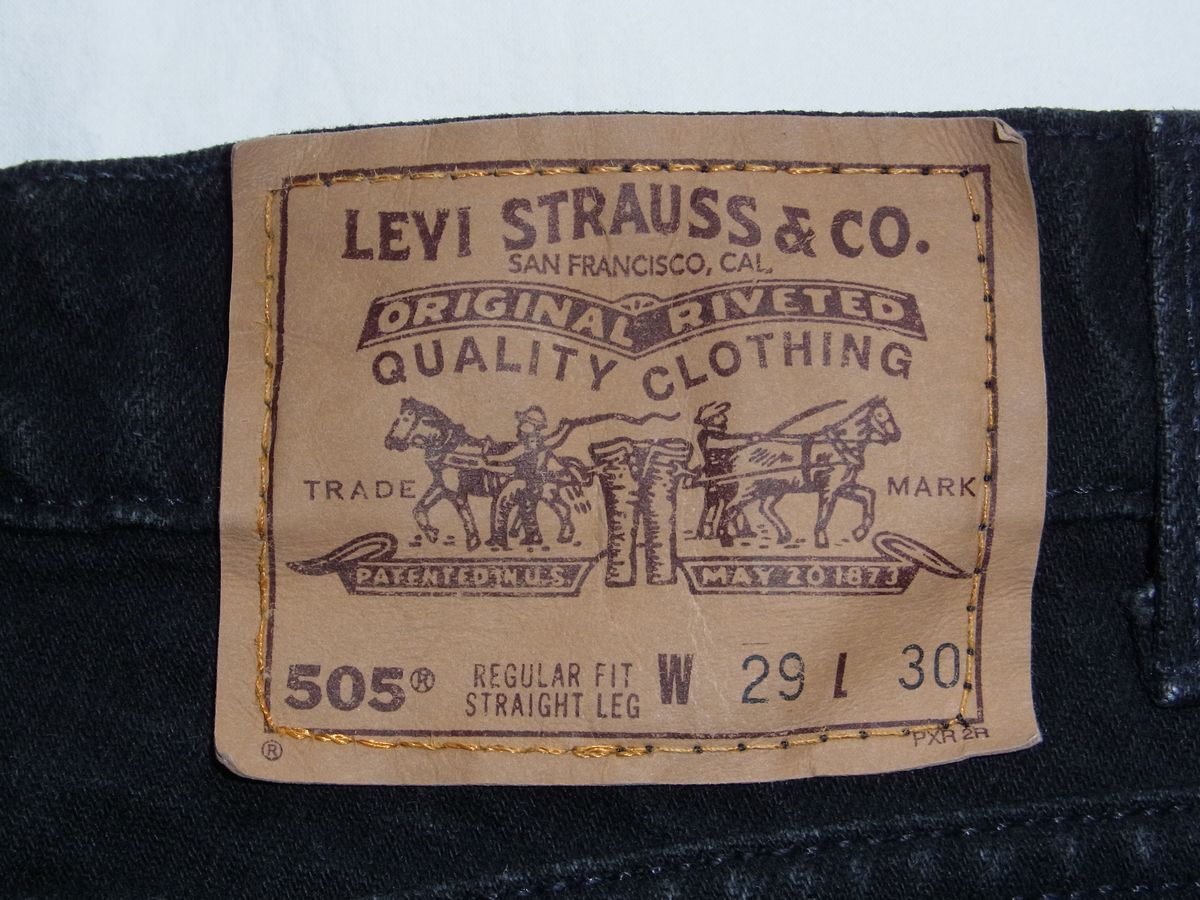 LEVI STRAUSS & CO.
SAN FRANCISCO, CAL.
ORIGINAL RIVETED
QUALITY CLOTHING
TRADE MARK
PATENTED IN U.S. MAY 20 1873
505® REGULAR FIT W 29 L 30
STRAIGHT LEG
® PXR 2R